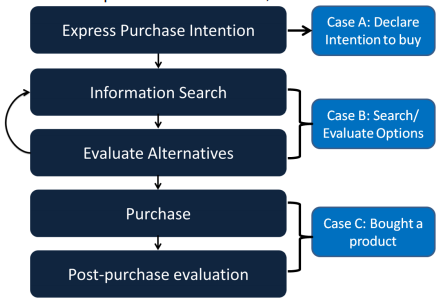 Express Purchase Intention
Case A: Declare
Intention to buy
Information Search
Case B: Search/
Evaluate Options
Evaluate Alternatives
Purchase
Case C: Bought a
product
Post-purchase evaluation